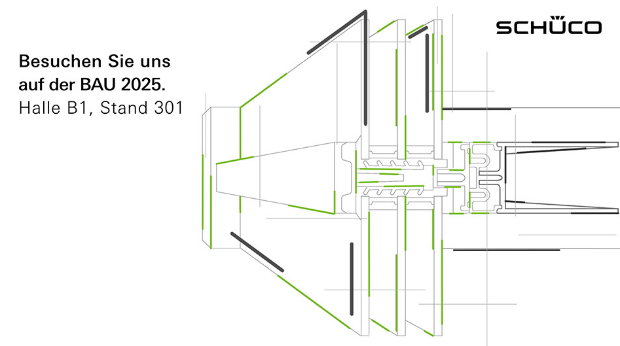 SCHÜCO
Besuchen Sie uns
auf der BAU 2025.
Halle B1, Stand 301